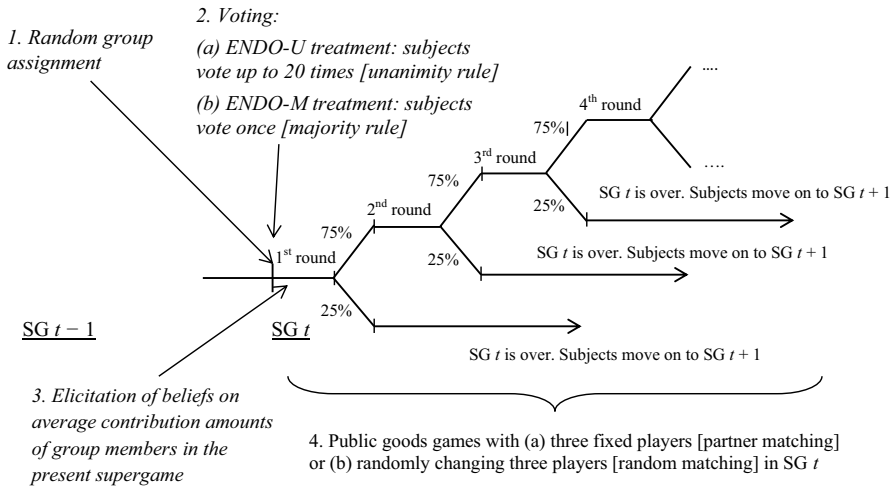 1. Random group
assignment
2. Voting:
(a) ENDO-U treatment: subjects
vote up to 20 times [unanimity rule]
(b) ENDO-M treatment: subjects
vote once [majority rule]
1st round
75%
25%
2nd round
75%
25%
3rd round
75%
25%
4th round
....
....
SG t is over. Subjects move on to SG t + 1
SG t is over. Subjects move on to SG t + 1
SG t is over. Subjects move on to SG t + 1
SG t − 1
SG t
3. Elicitation of beliefs on
average contribution amounts
of group members in the
present supergame
4. Public goods games with (a) three fixed players [partner matching]
or (b) randomly changing three players [random matching] in SG t